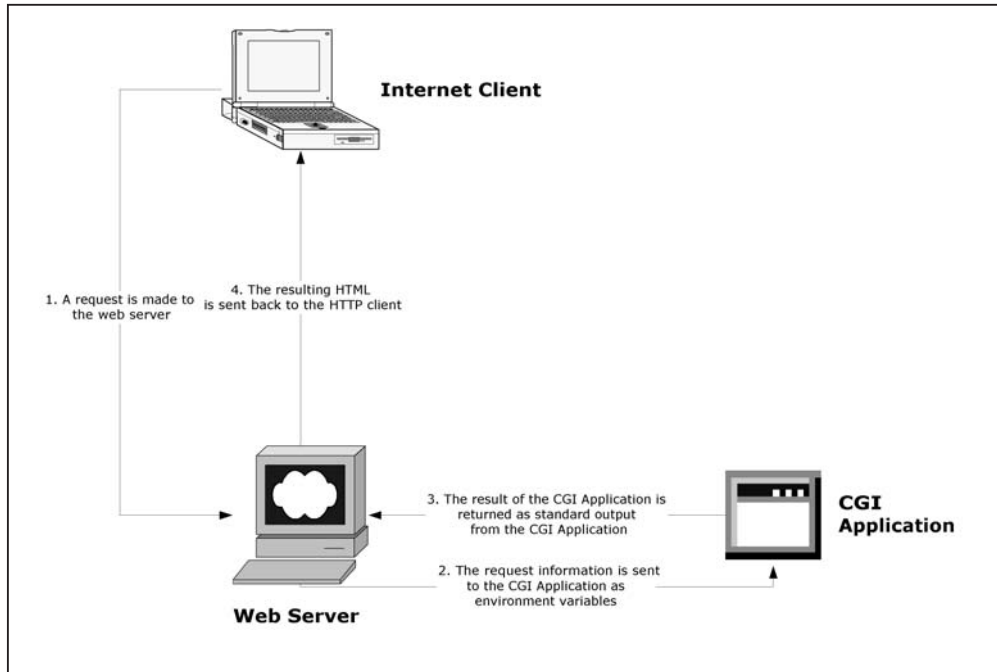 Internet Client
1. A request is made to
the web server
4. The resulting HTML
is sent back to the HTTP client
3. The result of the CGI Application is
returned as standard output
from the CGI Application
CGI
Application
2. The request information is sent
to the CGI Application as
environment variables
Web Server